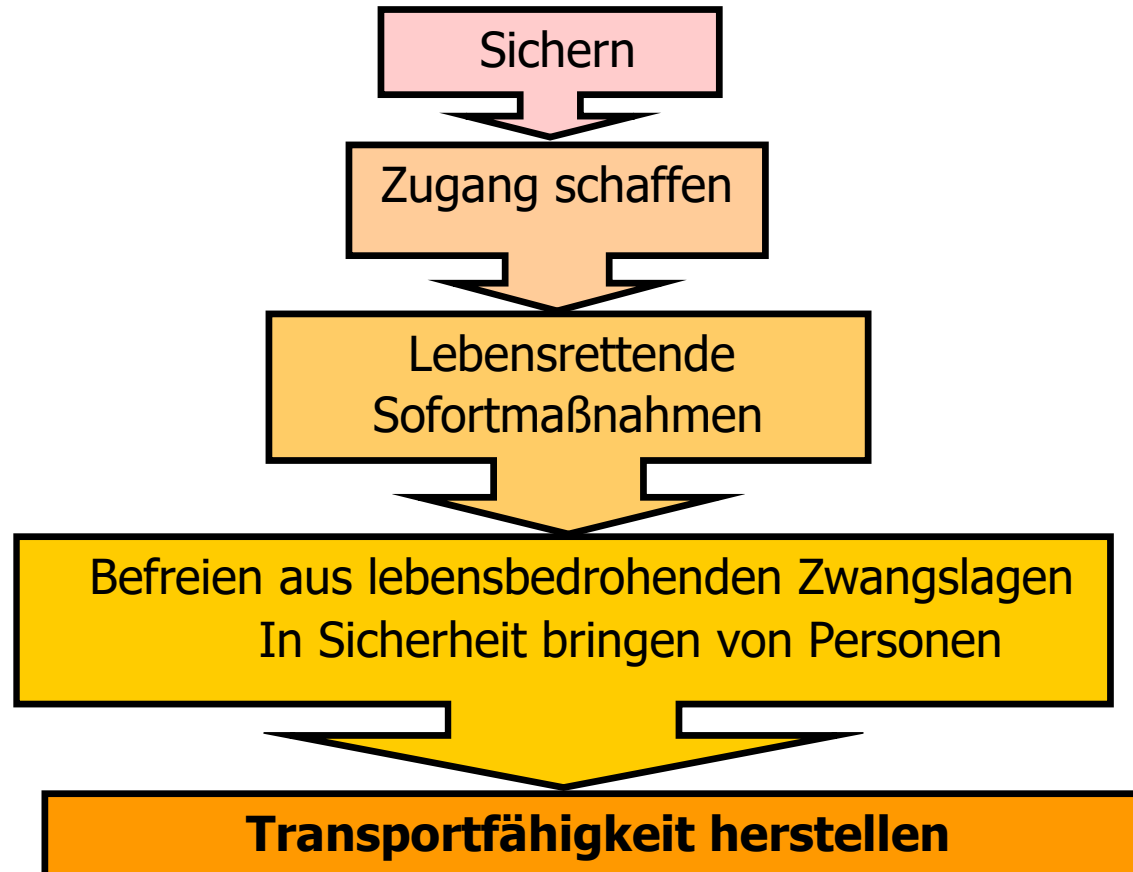 Sichern
Zugang schaffen
Lebensrettende
Sofortmaßnahmen
Befreien aus lebensbedrohenden Zwangslagen
In Sicherheit bringen von Personen
Transportfähigkeit herstellen